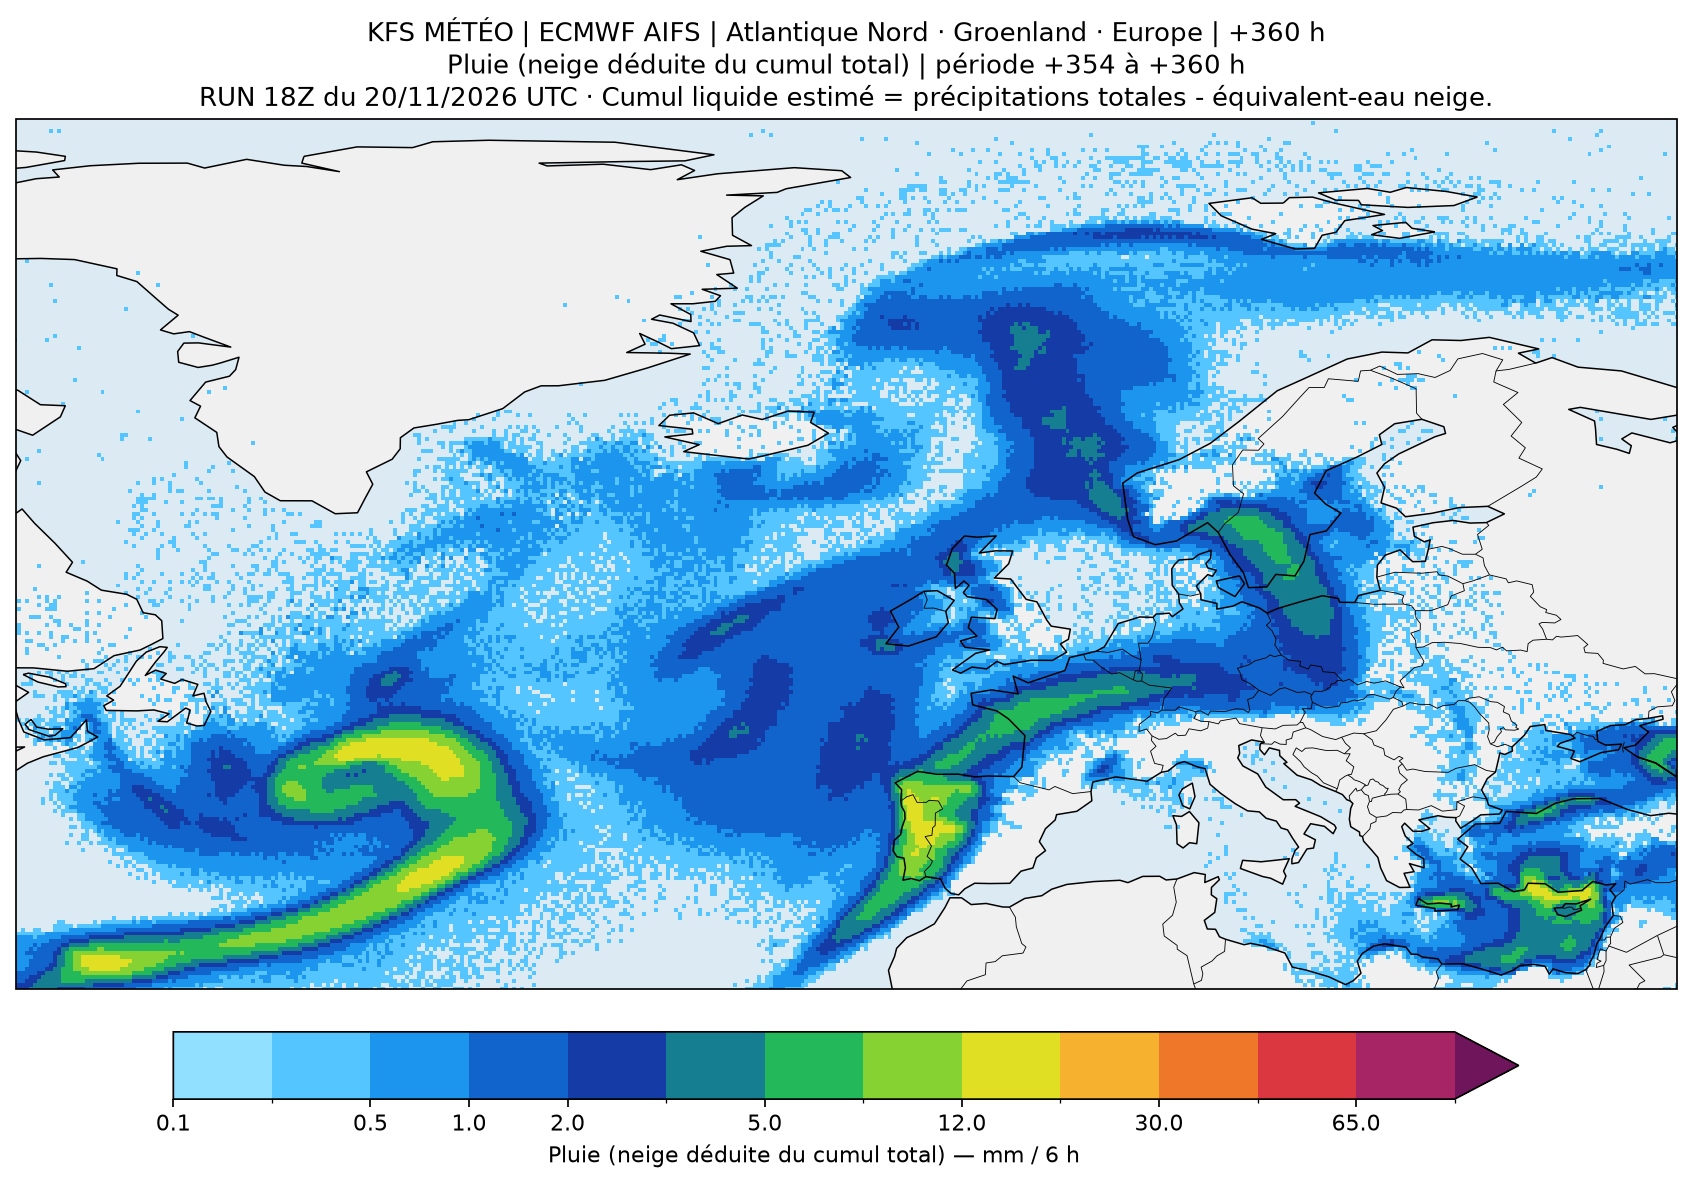 KFS MÉTÉO | ECMWF AIFS | Atlantique Nord · Groenland · Europe | +360 h
Pluie (neige déduite du cumul total) | période +354 à +360 h
RUN 18Z du 20/11/2026 UTC · Cumul liquide estimé = précipitations totales - équivalent-eau neige.
0.1 0.5 1.0 2.0 5.0 12.0 30.0 65.0
Pluie (neige déduite du cumul total) — mm / 6 h